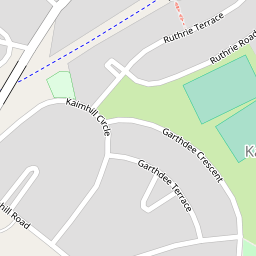 Ruthrie Terrace
Ruthrie Road
Kaimhill Circle
Garthdee Crescent
Ka
Garthdee Terrace
hill Road